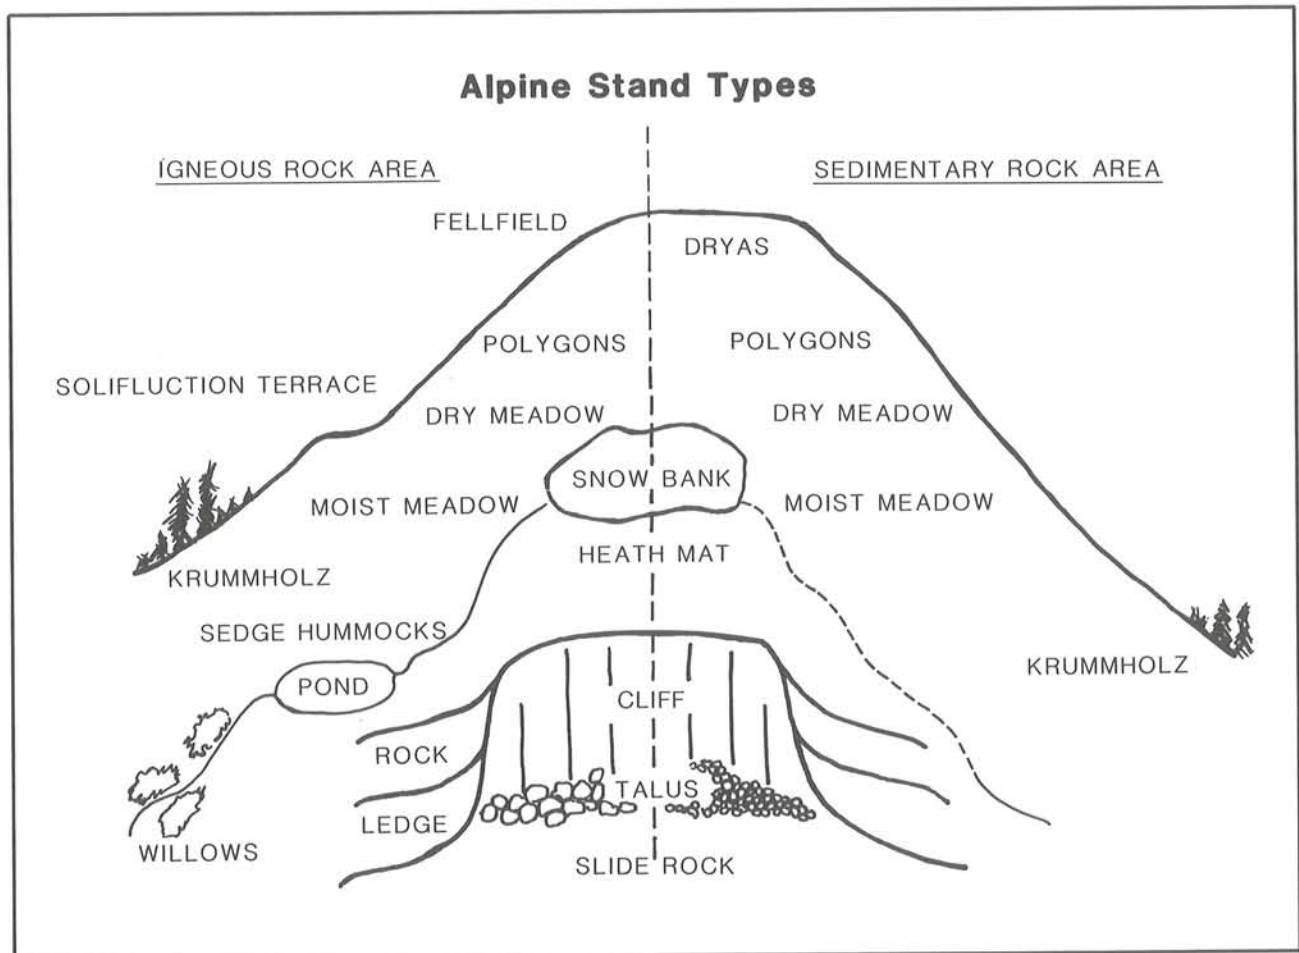 Alpine Stand Types
IGNEOUS ROCK AREA
SEDIMENTARY ROCK AREA
FELLFIELD
DRYAS
POLYGONS
POLYGONS
SOLIFLUCTION TERRACE
DRY MEADOW
DRY MEADOW
SNOW BANK
MOIST MEADOW
MOIST MEADOW
HEATH MAT
KRUMMHOLZ
SEDGE HUMMOCKS
KRUMMHOLZ
POND
CLIFF
ROCK
TALUS
LEDGE
WILLOWS
SLIDE ROCK